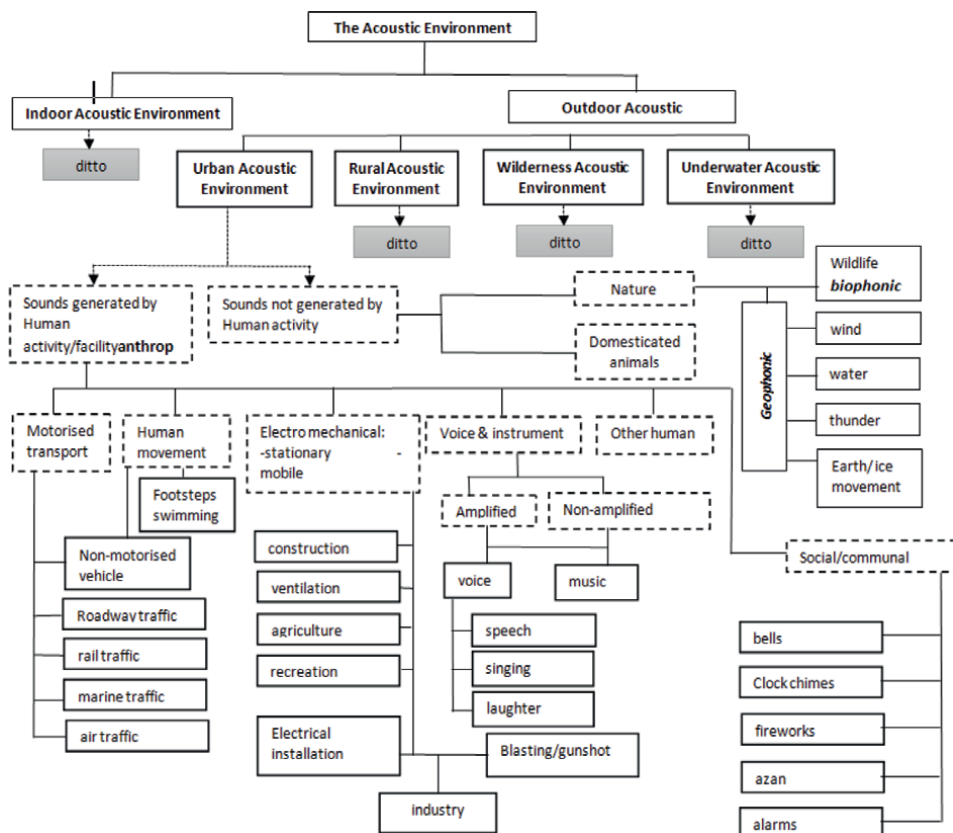 The Acoustic Environment
Indoor Acoustic Environment
Outdoor Acoustic
ditto
Urban Acoustic
Environment
Rural Acoustic
Environment
Wilderness Acoustic
Environment
Underwater Acoustic
Environment
ditto
ditto
ditto
Sounds generated by
Human
activity/facilityanthrop
Sounds not generated by
Human activity
Nature
Domesticated
animals
Wildlife
biophonic
Geophonic
wind
water
thunder
Earth/ice
movement
Motorised
transport
Human
movement
Electro mechanical:
-stationary -
mobile
Voice & instrument
Other human
Footsteps
swimming
Amplified
Non-amplified
Non-motorised
vehicle
Roadway traffic
rail traffic
marine traffic
air traffic
construction
ventilation
agriculture
recreation
Electrical
installation
industry
Blasting/gunshot
voice
music
speech
singing
laughter
Social/communal
bells
Clock chimes
fireworks
azan
alarms